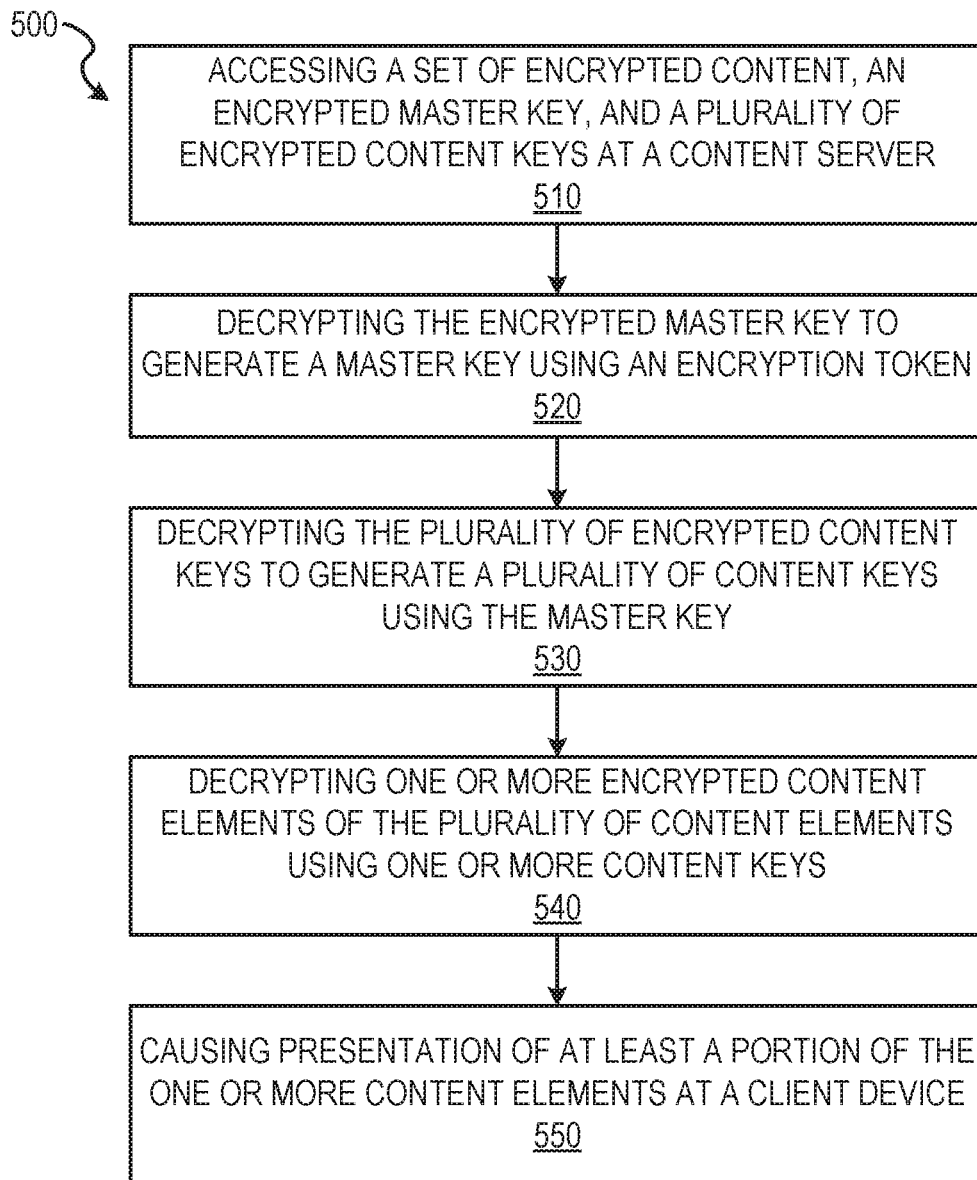 500
ACCESSING A SET OF ENCRYPTED CONTENT, AN
ENCRYPTED MASTER KEY, AND A PLURALITY OF
ENCRYPTED CONTENT KEYS AT A CONTENT SERVER
510
DECRYPTING THE ENCRYPTED MASTER KEY TO
GENERATE A MASTER KEY USING AN ENCRYPTION TOKEN
520
DECRYPTING THE PLURALITY OF ENCRYPTED CONTENT
KEYS TO GENERATE A PLURALITY OF CONTENT KEYS
USING THE MASTER KEY
530
DECRYPTING ONE OR MORE ENCRYPTED CONTENT
ELEMENTS OF THE PLURALITY OF CONTENT ELEMENTS
USING ONE OR MORE CONTENT KEYS
540
CAUSING PRESENTATION OF AT LEAST A PORTION OF THE
ONE OR MORE CONTENT ELEMENTS AT A CLIENT DEVICE
550